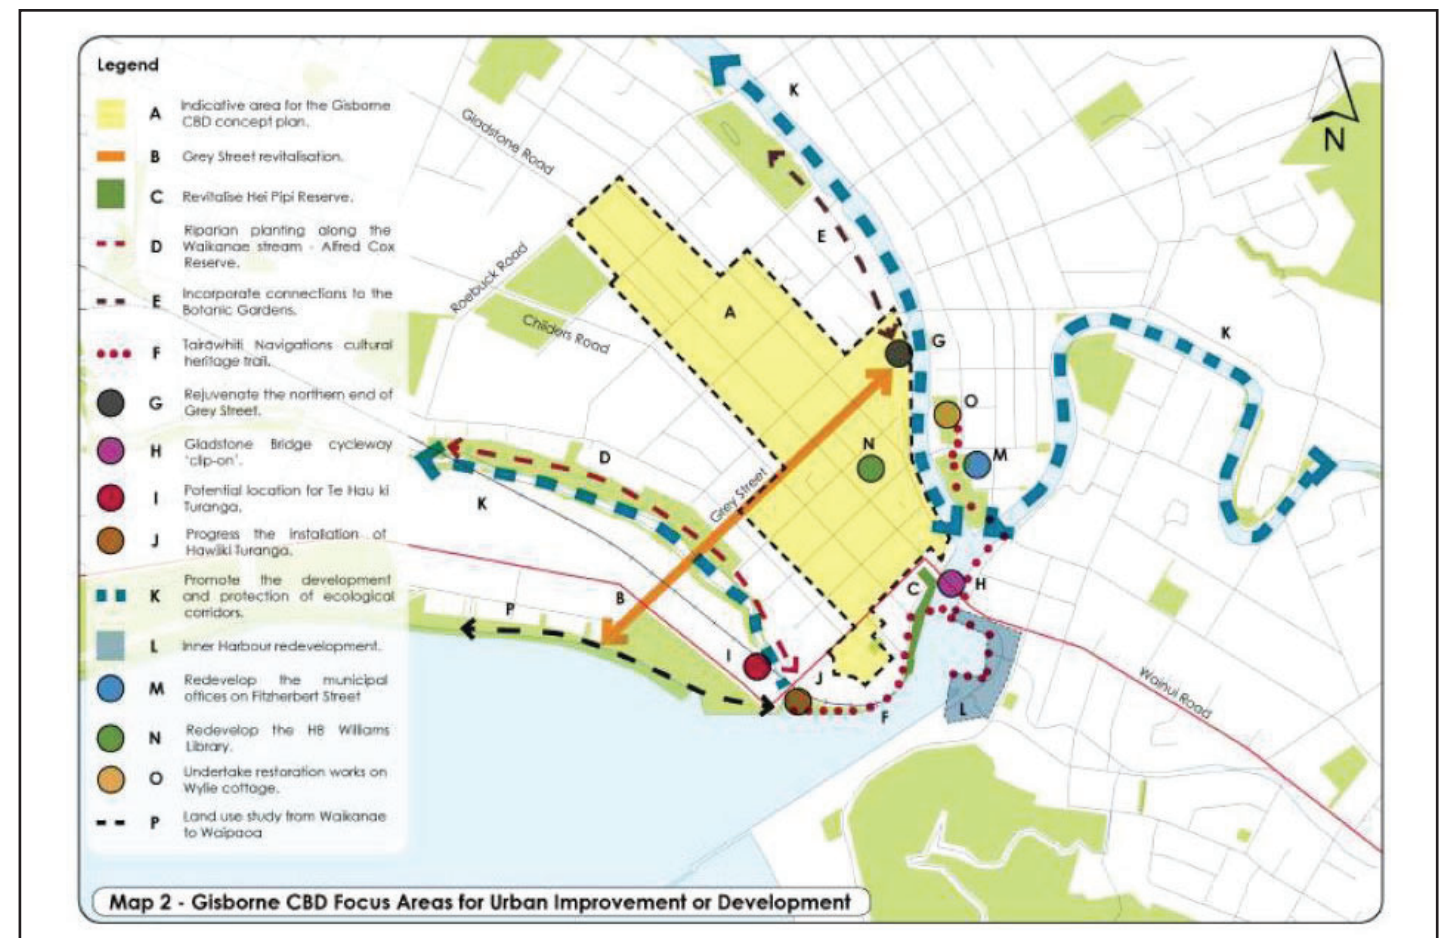 Legend
A Indicative area for the Gisborne
CBD concept plan.
B Grey Street revitalisation.
C Revitalise Hei Pipi Reserve.
D Riparian planting along the
Waikanae stream - Alfred Cox
Reserve.
E Incorporate connections to the
Botanic Gardens.
F Tairāwhiti Navigations cultural
heritage trail.
G Rejuvenate the northern end of
Grey Street.
H Gladstone Bridge cycleway
'clip-on'.
I Potential location for Te Hau ki
Turanga.
J Progress the installation of
Hawiiki Turanga.
K Promote the development
and protection of ecological
corridors.
L Inner Harbour redevelopment.
M Redevelop the municipal
offices on Fitzherbert Street
N Redevelop the HB Williams
Library.
O Undertake restoration works on
Wylie cottage.
P Land use study from Waikanae
to Waipaoa
Gladstone Road
Roebuck Road
Childers Road
Grey Street
Wainui Road
K
E
A
G
K
O
N
M
D
K
C
H
B
P
I
J
F
L
N
Map 2 - Gisborne CBD Focus Areas for Urban Improvement or Development